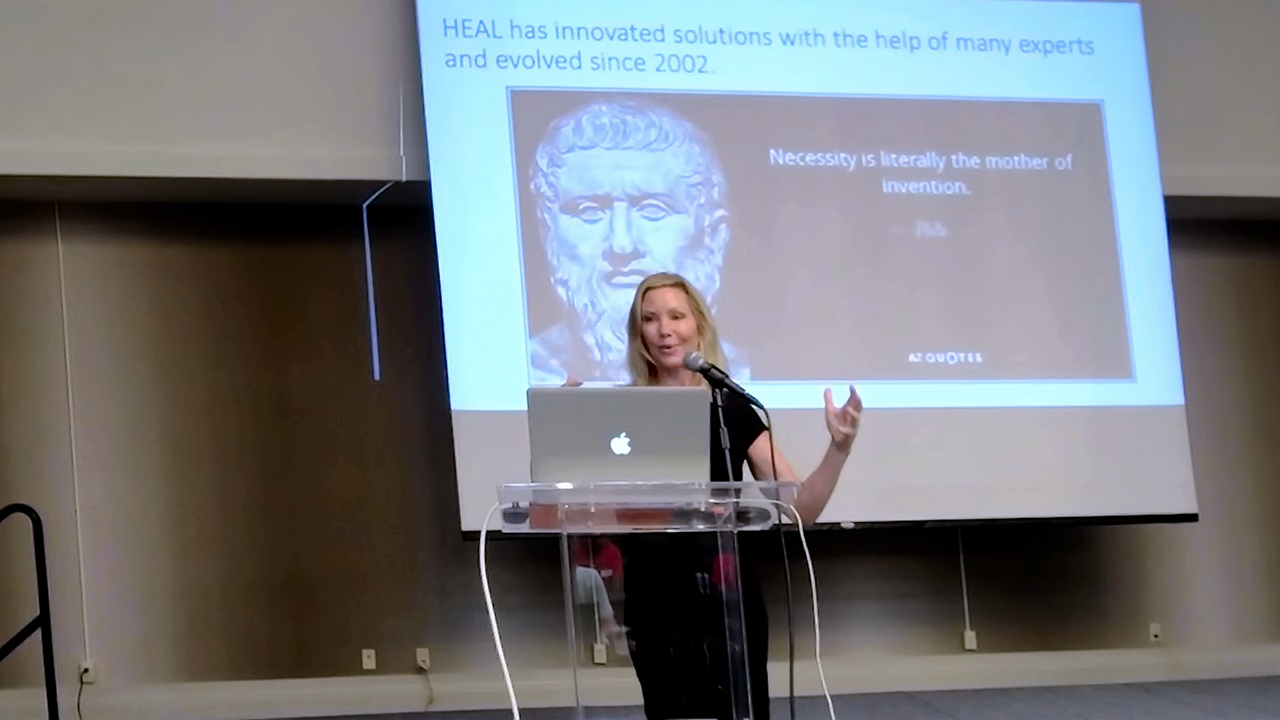 HEAL has innovated solutions with the help of many experts
and evolved since 2002.
Necessity is literally the mother of
invention.
AZ QUOTES